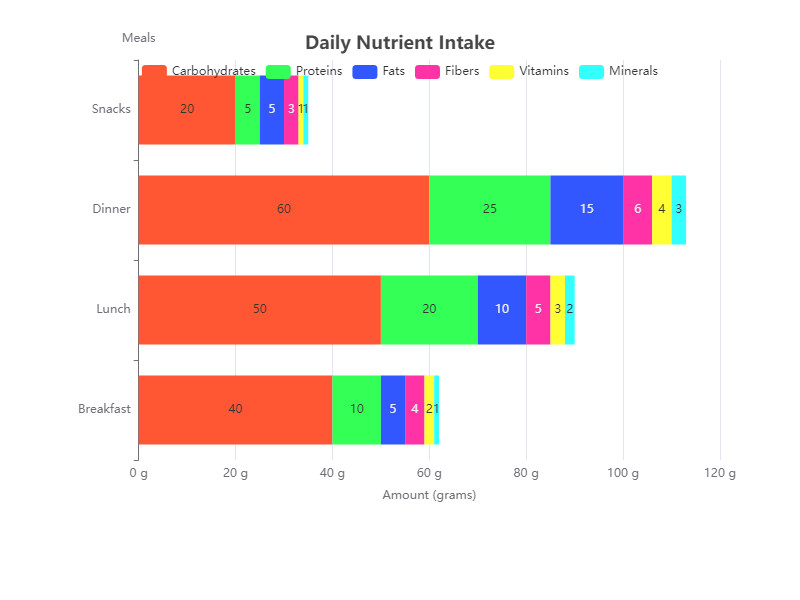 Meals
Daily Nutrient Intake
Carbohydrates Proteins Fats Fibers Vitamins Minerals
Snacks 20 5 5 3 1 1
Dinner 60 25 15 6 4 3
Lunch 50 20 10 5 3 2
Breakfast 40 10 5 4 2 1
0 g 20 g 40 g 60 g 80 g 100 g 120 g
Amount (grams)